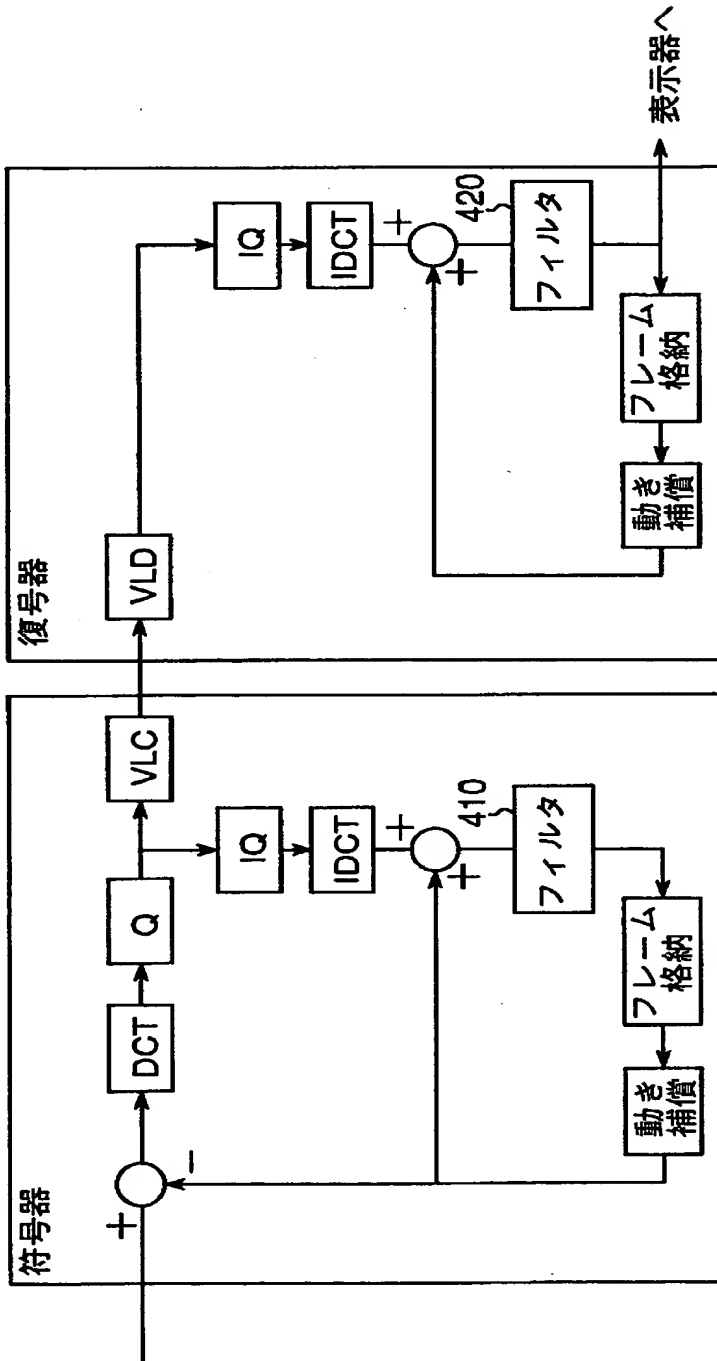 符号器
+
−
DCT
Q
VLC
IQ
IDCT
+
+
410
フィルタ
フレーム
格納
動き
補償
復号器
VLD
IQ
IDCT
+
+
420
フィルタ
フレーム
格納
動き
補償
表示器へ